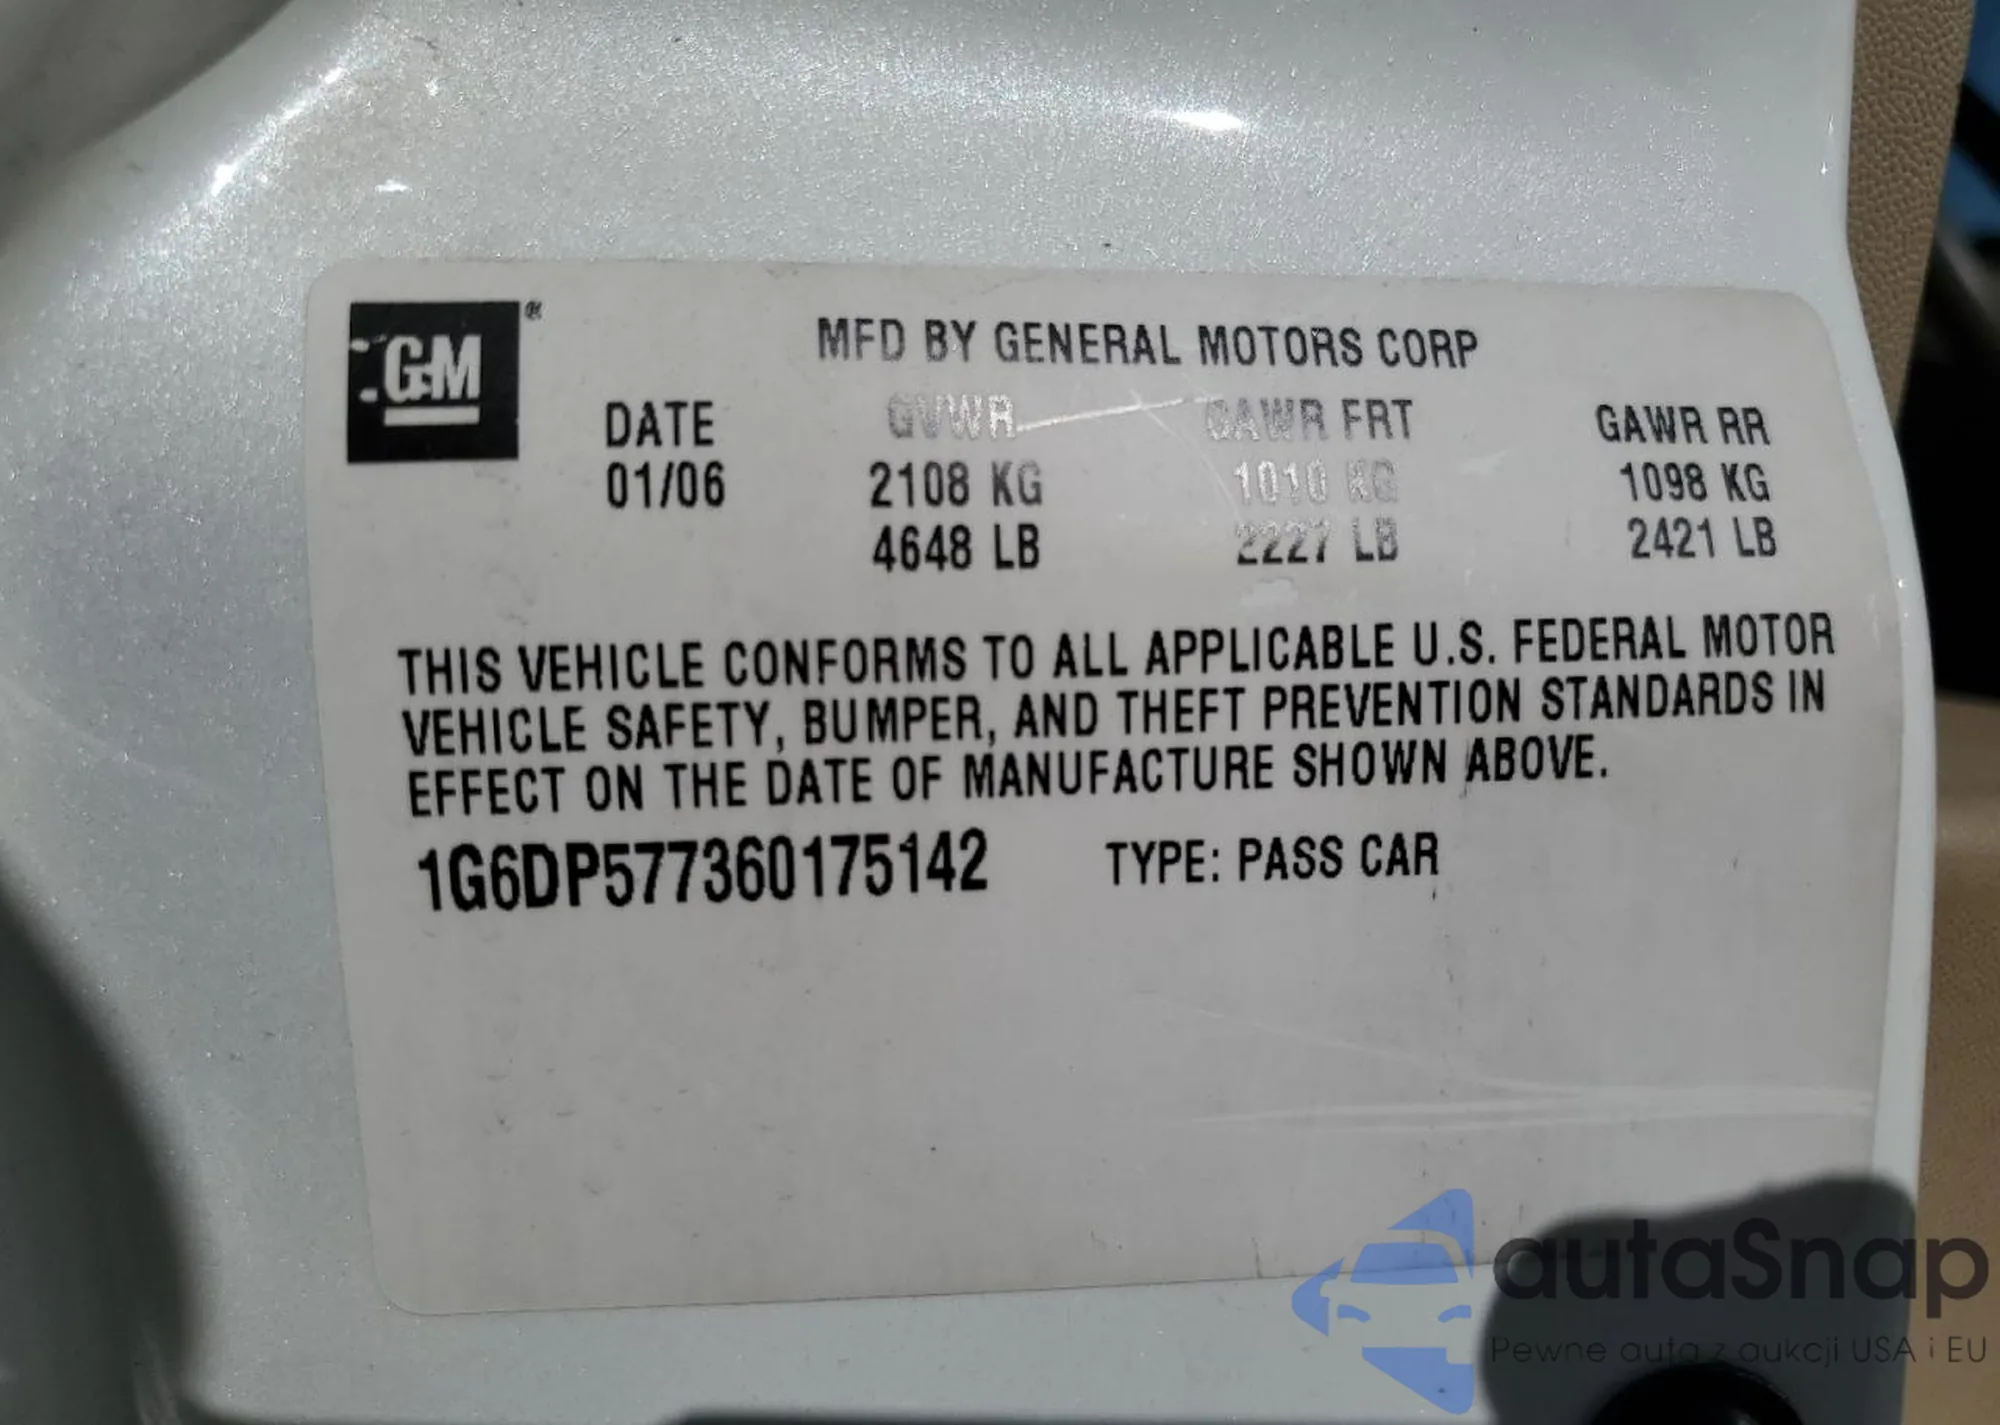 GM®
MFD BY GENERAL MOTORS CORP
DATE GVWR GAWR FRT GAWR RR
01/06 2108 KG 1010 KG 1098 KG
4648 LB 2227 LB 2421 LB
THIS VEHICLE CONFORMS TO ALL APPLICABLE U.S. FEDERAL MOTOR
VEHICLE SAFETY, BUMPER, AND THEFT PREVENTION STANDARDS IN
EFFECT ON THE DATE OF MANUFACTURE SHOWN ABOVE.
1G6DP577360175142 TYPE: PASS CAR
autaSnap
Pewne auta z aukcji USA i EU